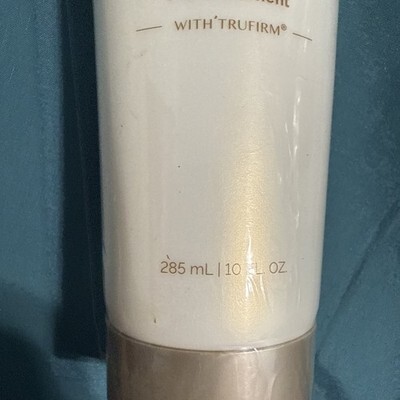 — WITH TRUFIRM® —
285 mL | 10 FL. OZ.